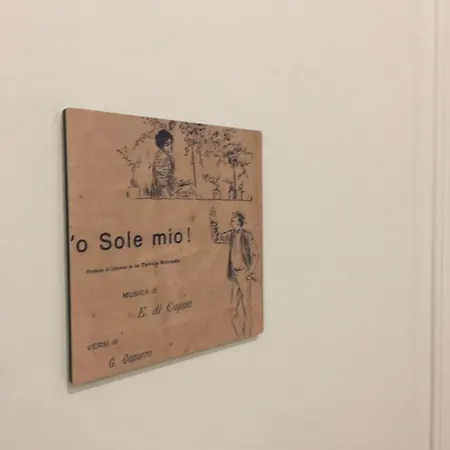 'o Sole mio!
MUSICA di
E. di Capua
VERSI di
G. Capurro